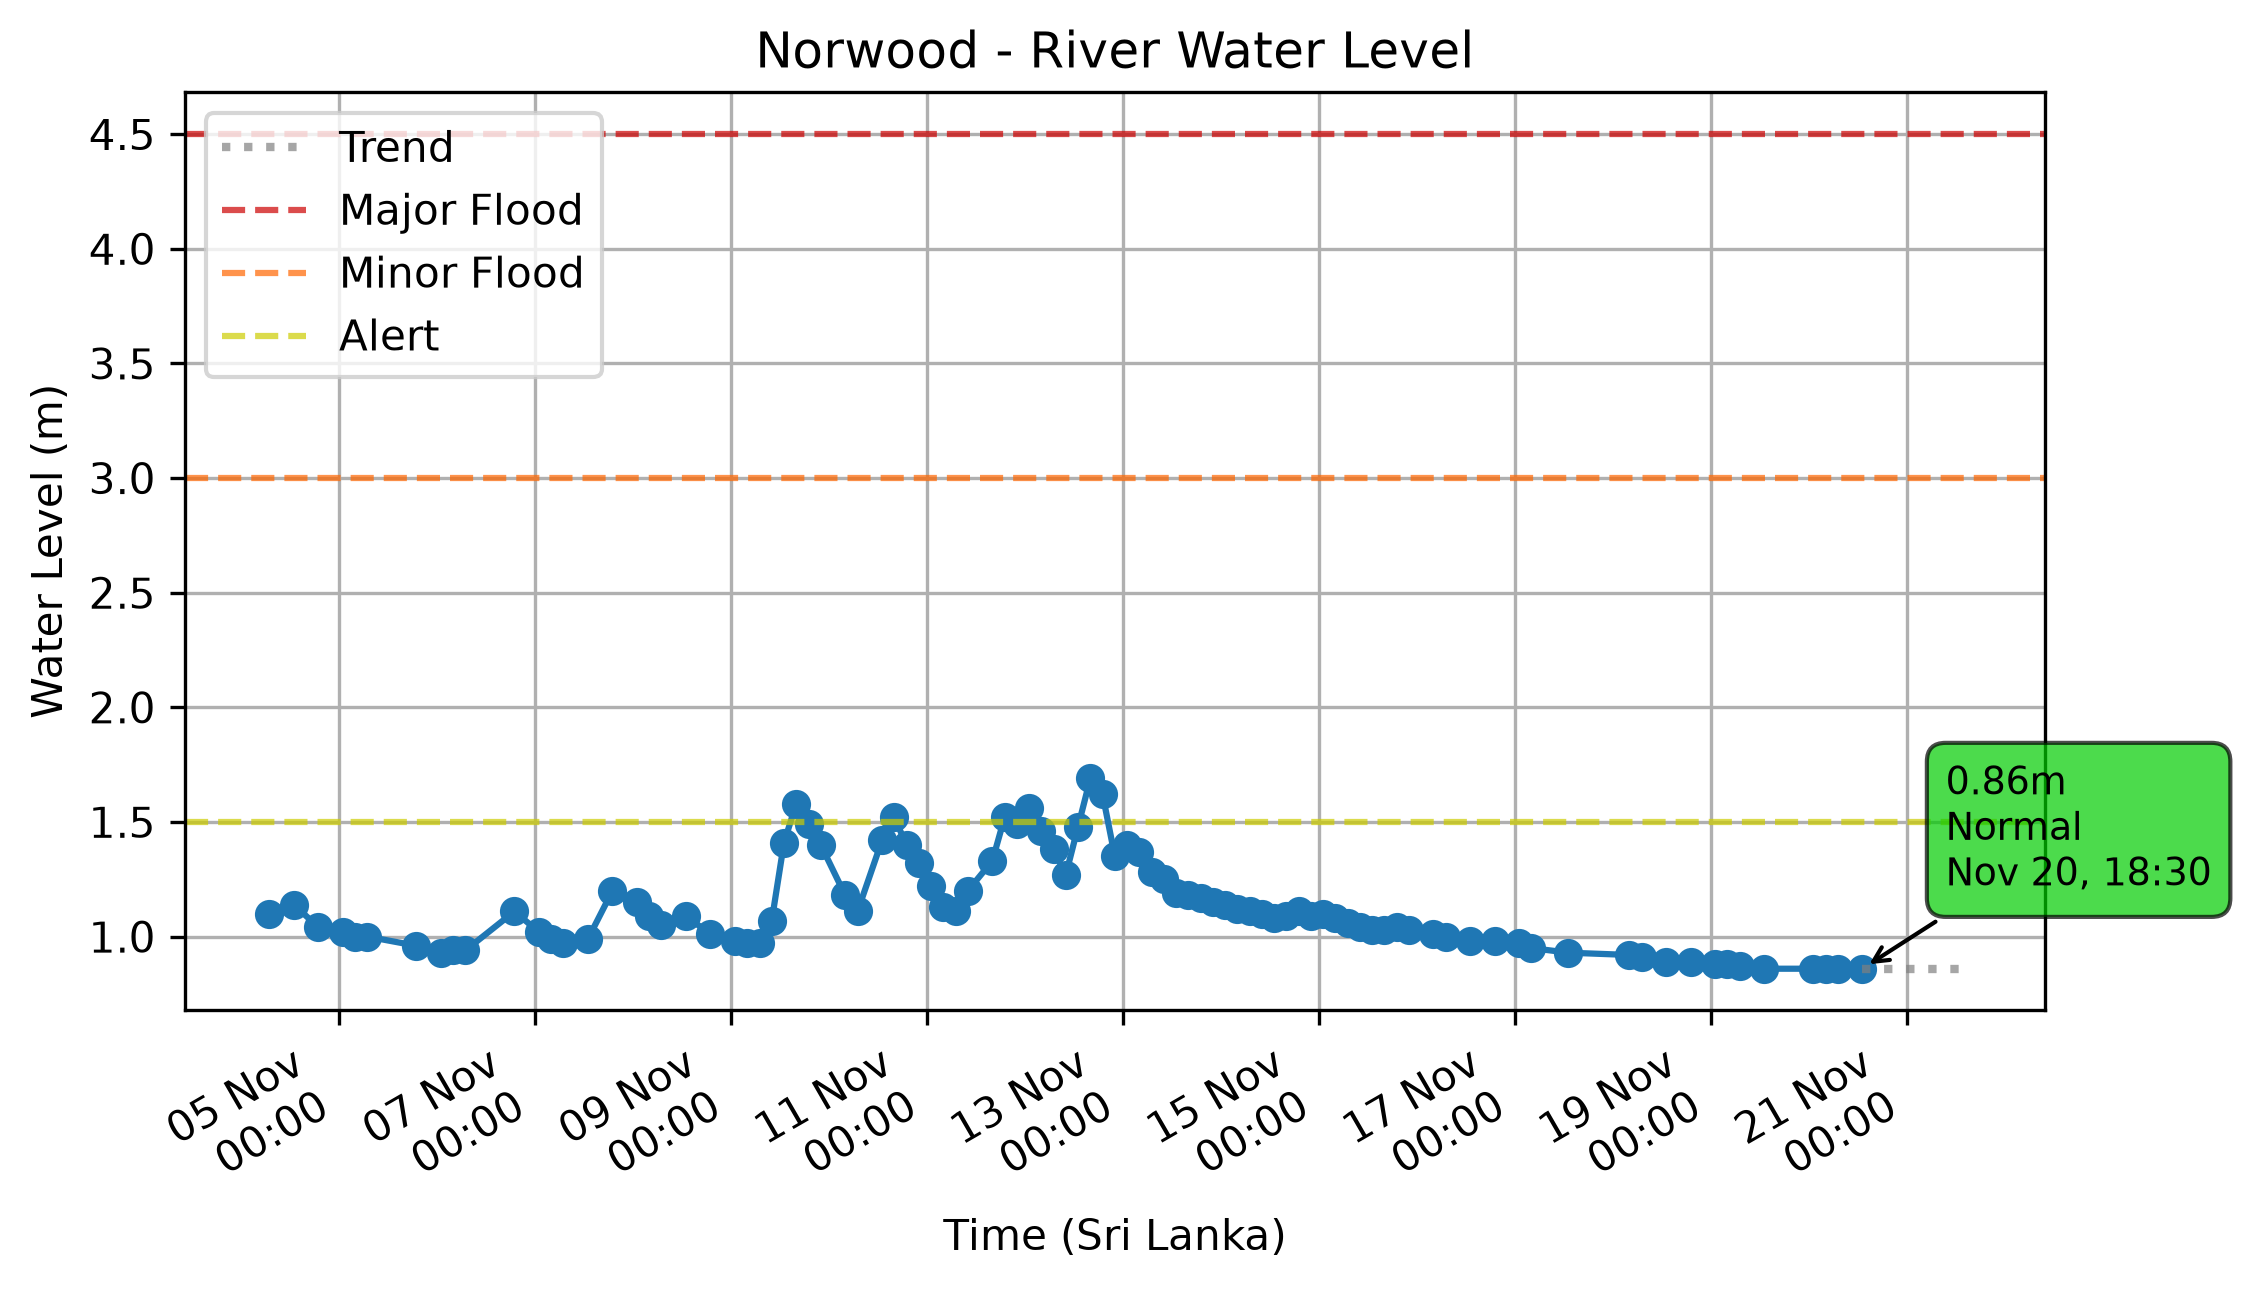 Norwood - River Water Level
4.5
4.0
3.5
3.0
2.5
2.0
1.5
1.0
Water Level (m)
Trend
Major Flood
Minor Flood
Alert
0.86m
Normal
Nov 20, 18:30
05 Nov
00:00
07 Nov
00:00
09 Nov
00:00
11 Nov
00:00
13 Nov
00:00
15 Nov
00:00
17 Nov
00:00
19 Nov
00:00
21 Nov
00:00
Time (Sri Lanka)